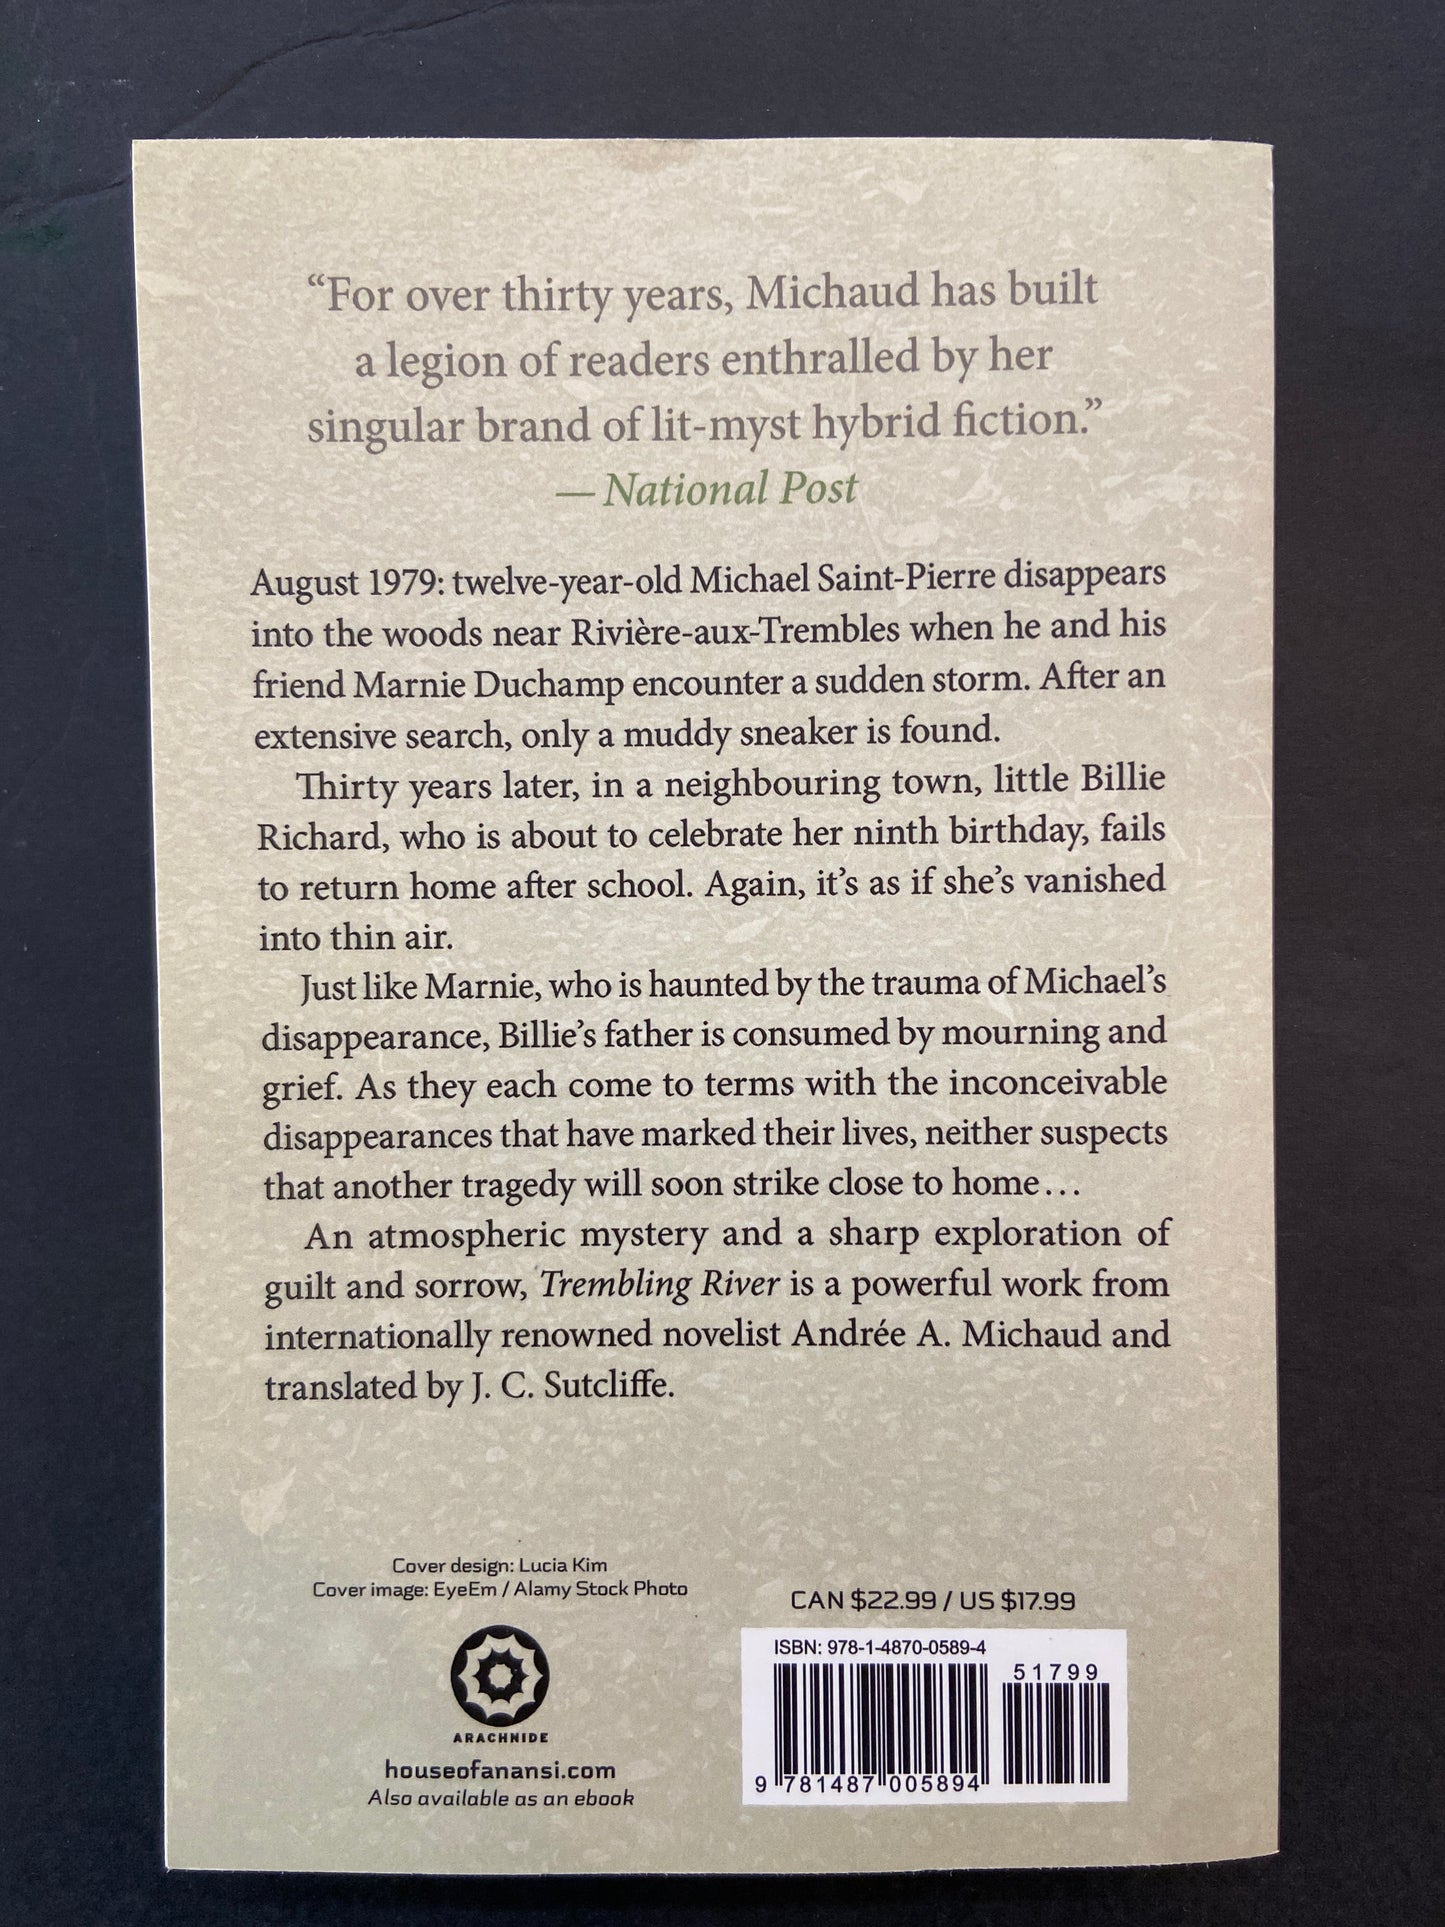 “For over thirty years, Michaud has built
a legion of readers enthralled by her
singular brand of lit-myst hybrid fiction.”
— National Post
August 1979: twelve-year-old Michael Saint-Pierre disappears
into the woods near Rivière-aux-Trembles when he and his
friend Marnie Duchamp encounter a sudden storm. After an
extensive search, only a muddy sneaker is found.
Thirty years later, in a neighbouring town, little Billie
Richard, who is about to celebrate her ninth birthday, fails
to return home after school. Again, it’s as if she’s vanished
into thin air.
Just like Marnie, who is haunted by the trauma of Michael’s
disappearance, Billie’s father is consumed by mourning and
grief. As they each come to terms with the inconceivable
disappearances that have marked their lives, neither suspects
that another tragedy will soon strike close to home…
An atmospheric mystery and a sharp exploration of
guilt and sorrow, Trembling River is a powerful work from
internationally renowned novelist Andrée A. Michaud and
translated by J. C. Sutcliffe.
Cover design: Lucia Kim
Cover image: EyeEm / Alamy Stock Photo
ARACHNIDE
houseofanansi.com
Also available as an ebook
CAN $22.99 / US $17.99
ISBN: 978-1-4870-0589-4
51799
9 781487 005894